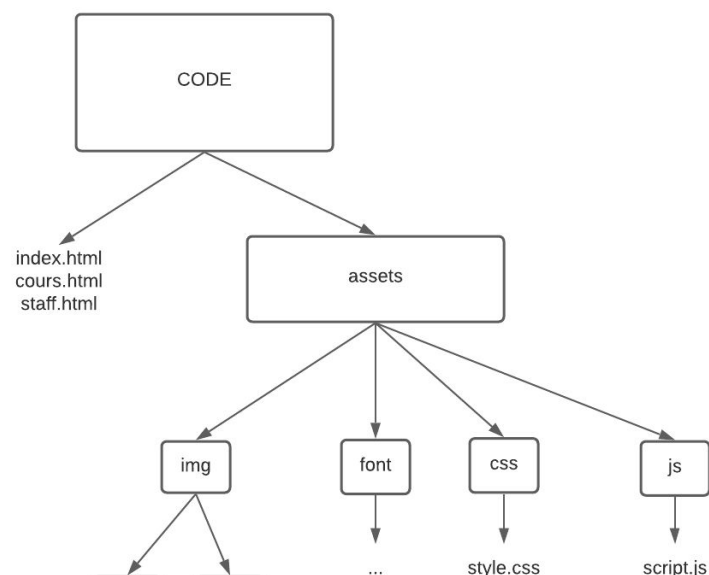 CODE
index.html
cours.html
staff.html
assets
img
font
css
js
...
style.css
script.js